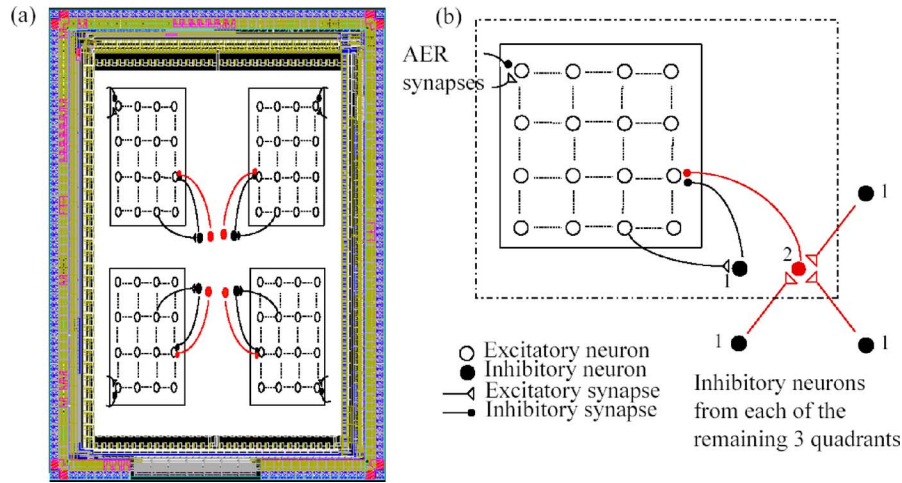 (a)
(b)
AER
synapses
1
2
1
1
1
Excitatory neuron
Inhibitory neuron
Excitatory synapse
Inhibitory synapse
Inhibitory neurons
from each of the
remaining 3 quadrants